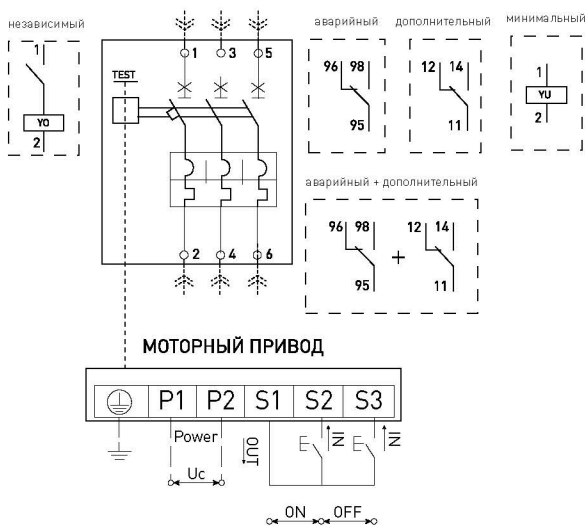 независимый
аварийный
дополнительный
минимальный
1
YO
2
TEST
1
3
5
2
4
6
96 98
95
12 14
11
1
YU
2
аварийный + дополнительный
96 98
95
+
12 14
11
МОТОРНЫЙ ПРИВОД
P1 P2 S1 S2 S3
Power
OUT
IN
IN
Uc
ON OFF